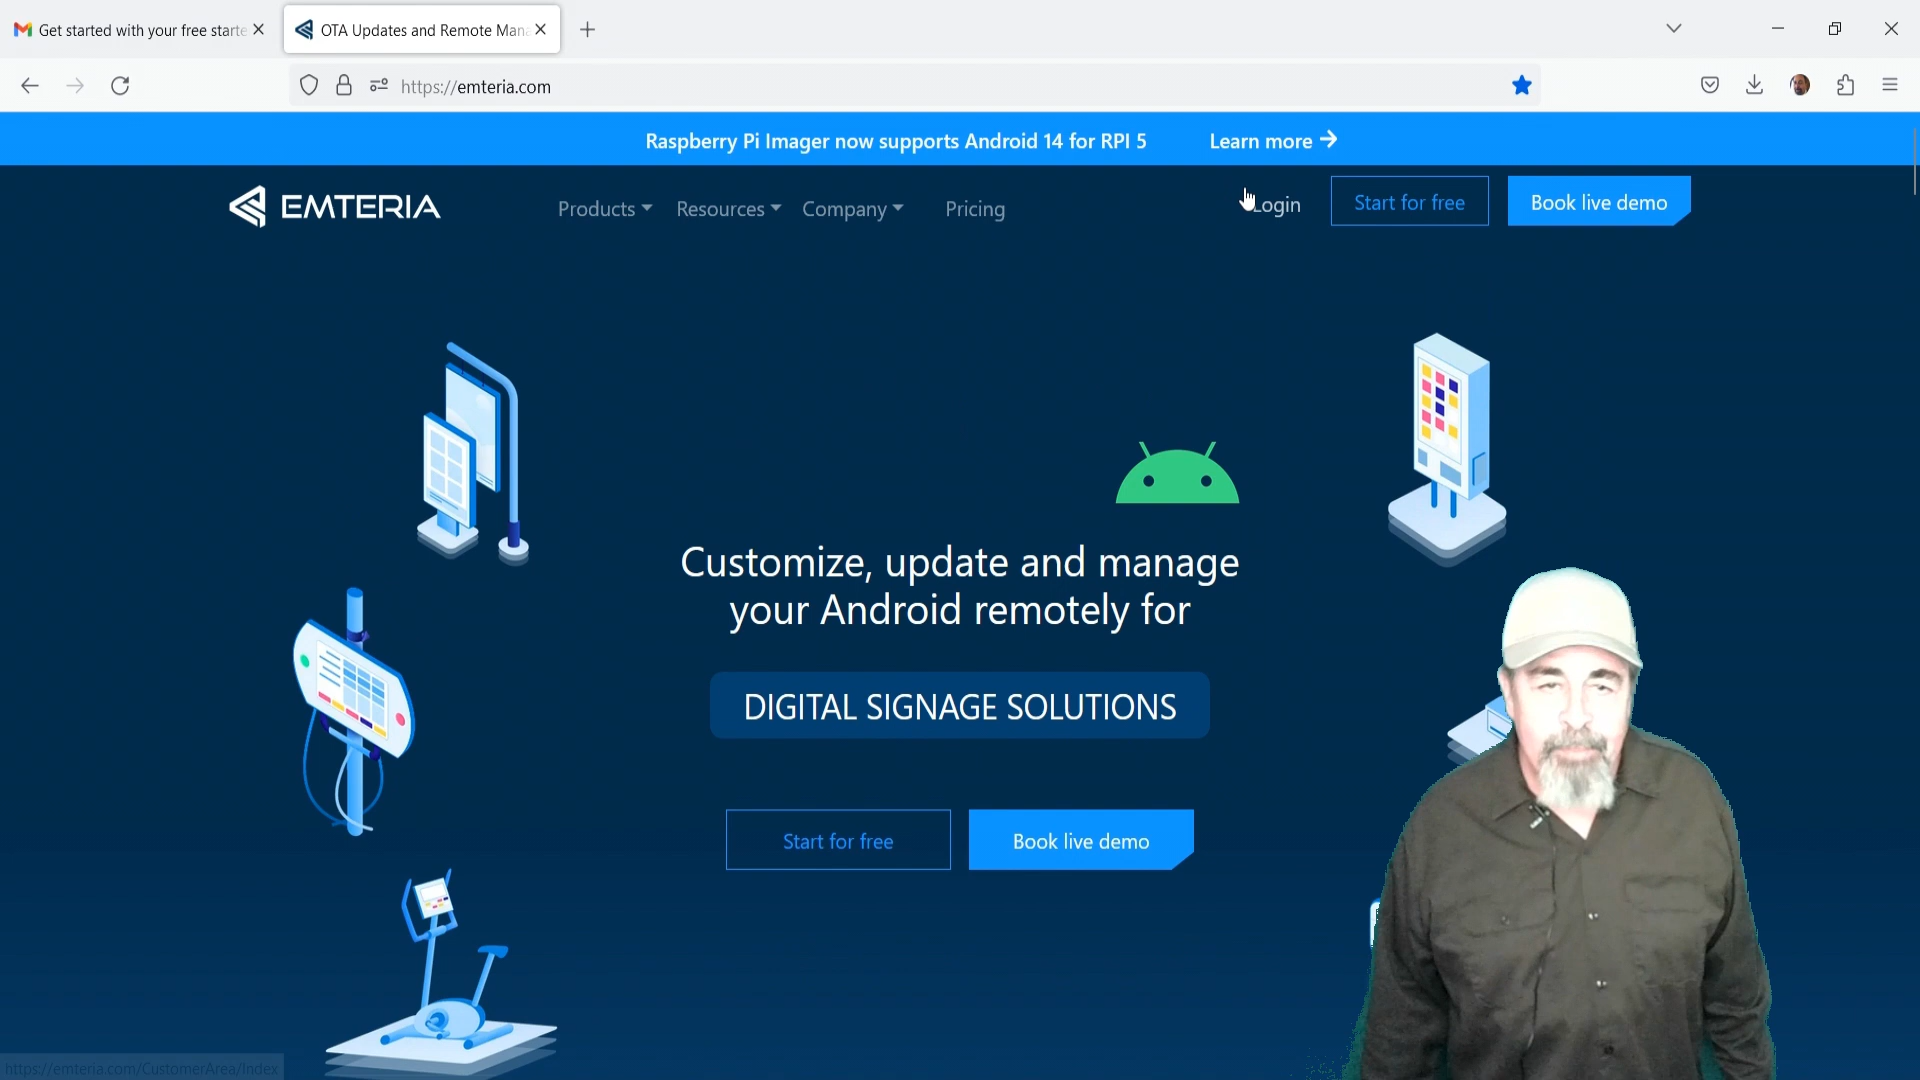 Get started with your free starte
OTA Updates and Remote Mana
https://emteria.com
Raspberry Pi Imager now supports Android 14 for RPI 5
Learn more
EMTERIA
Products
Resources
Company
Pricing
Login
Start for free
Book live demo
Customize, update and manage
your Android remotely for
DIGITAL SIGNAGE SOLUTIONS
Start for free
Book live demo
https://emteria.com/CustomerArea/Index